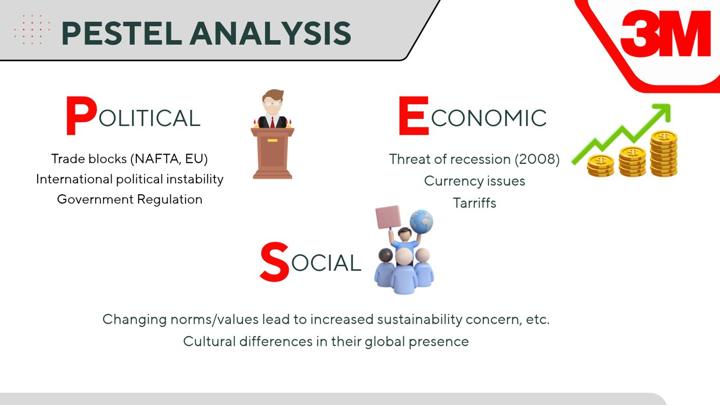 PESTEL ANALYSIS
3M
POLITICAL
Trade blocks (NAFTA, EU)
International political instability
Government Regulation
ECONOMIC
Threat of recession (2008)
Currency issues
Tarriffs
SOCIAL
Changing norms/values lead to increased sustainability concern, etc.
Cultural differences in their global presence